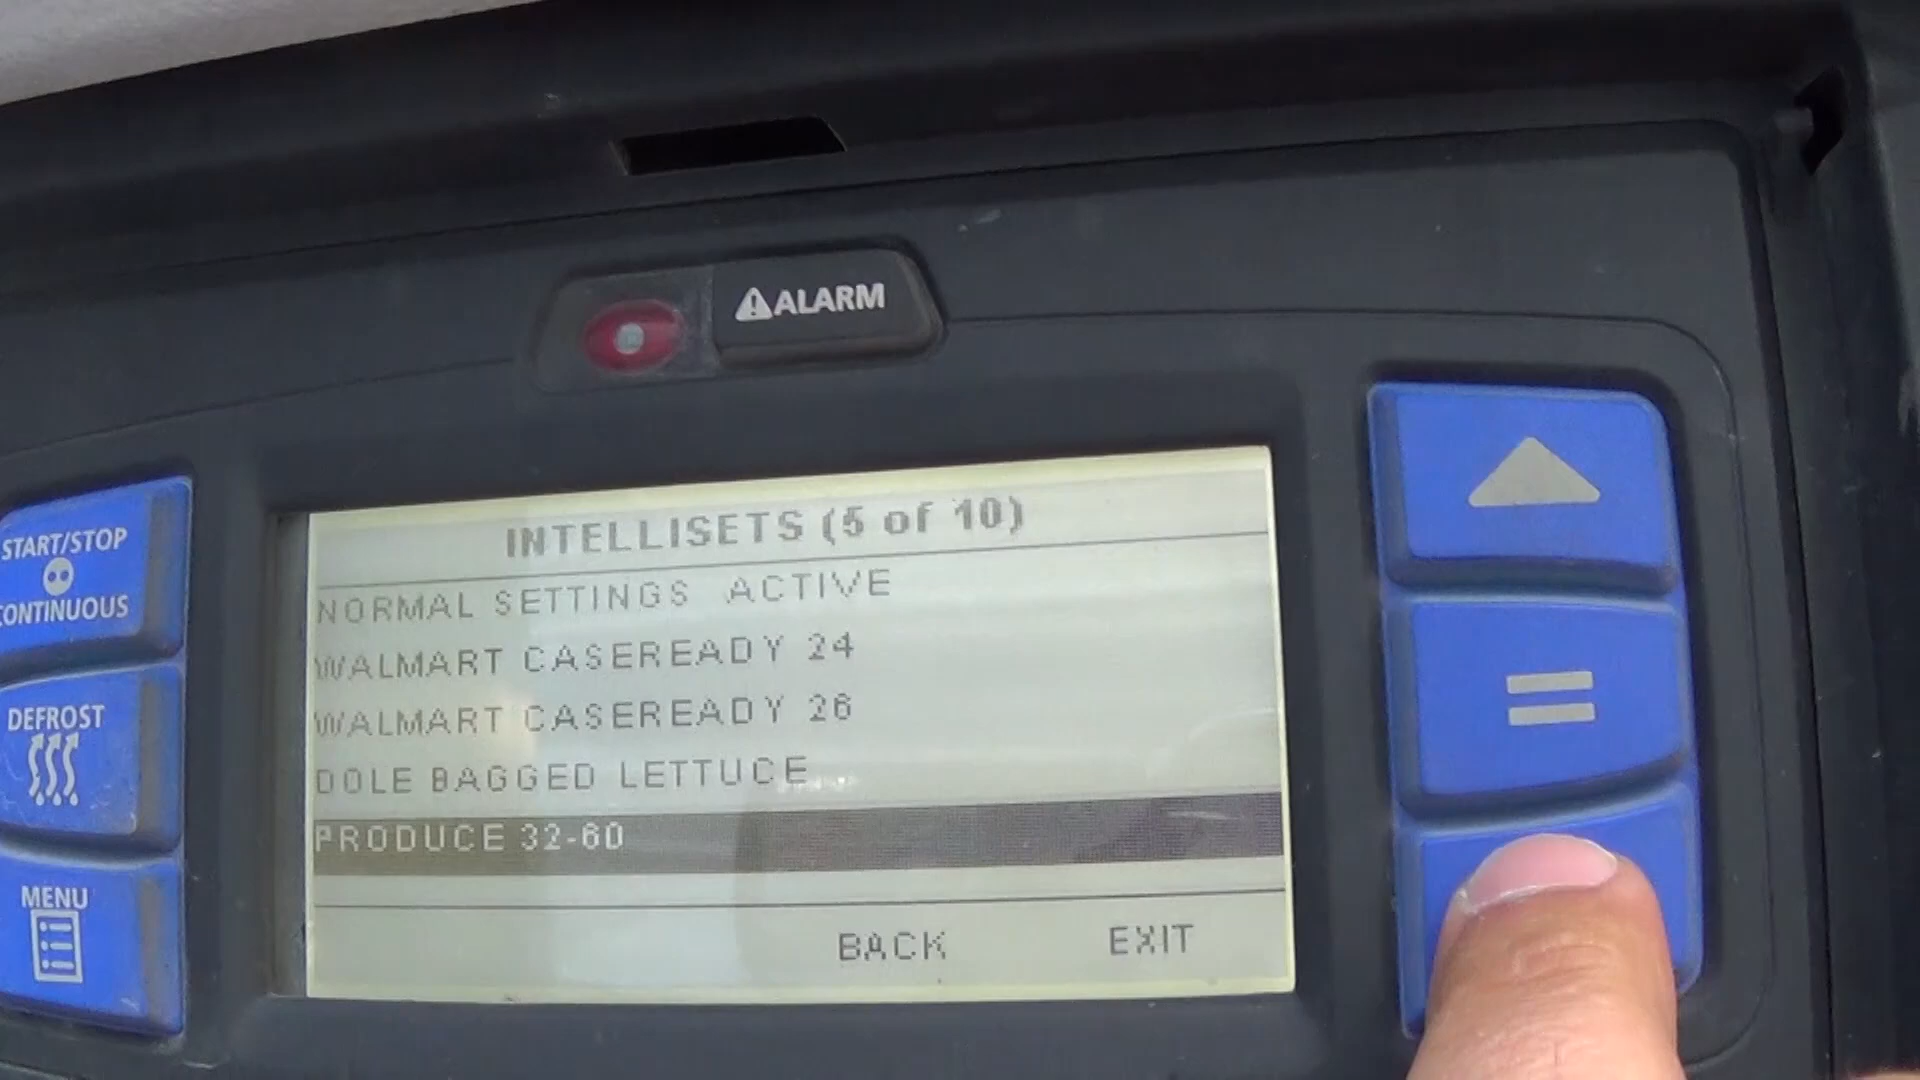 ALARM
INTELLISETS (5 of 10)
NORMAL SETTINGS ACTIVE
WALMART CASEREADY 24
WALMART CASEREADY 26
DOLE BAGGED LETTUCE
PRODUCE 32-60
BACK EXIT
START/STOP
CONTINUOUS
DEFROST
MENU
=